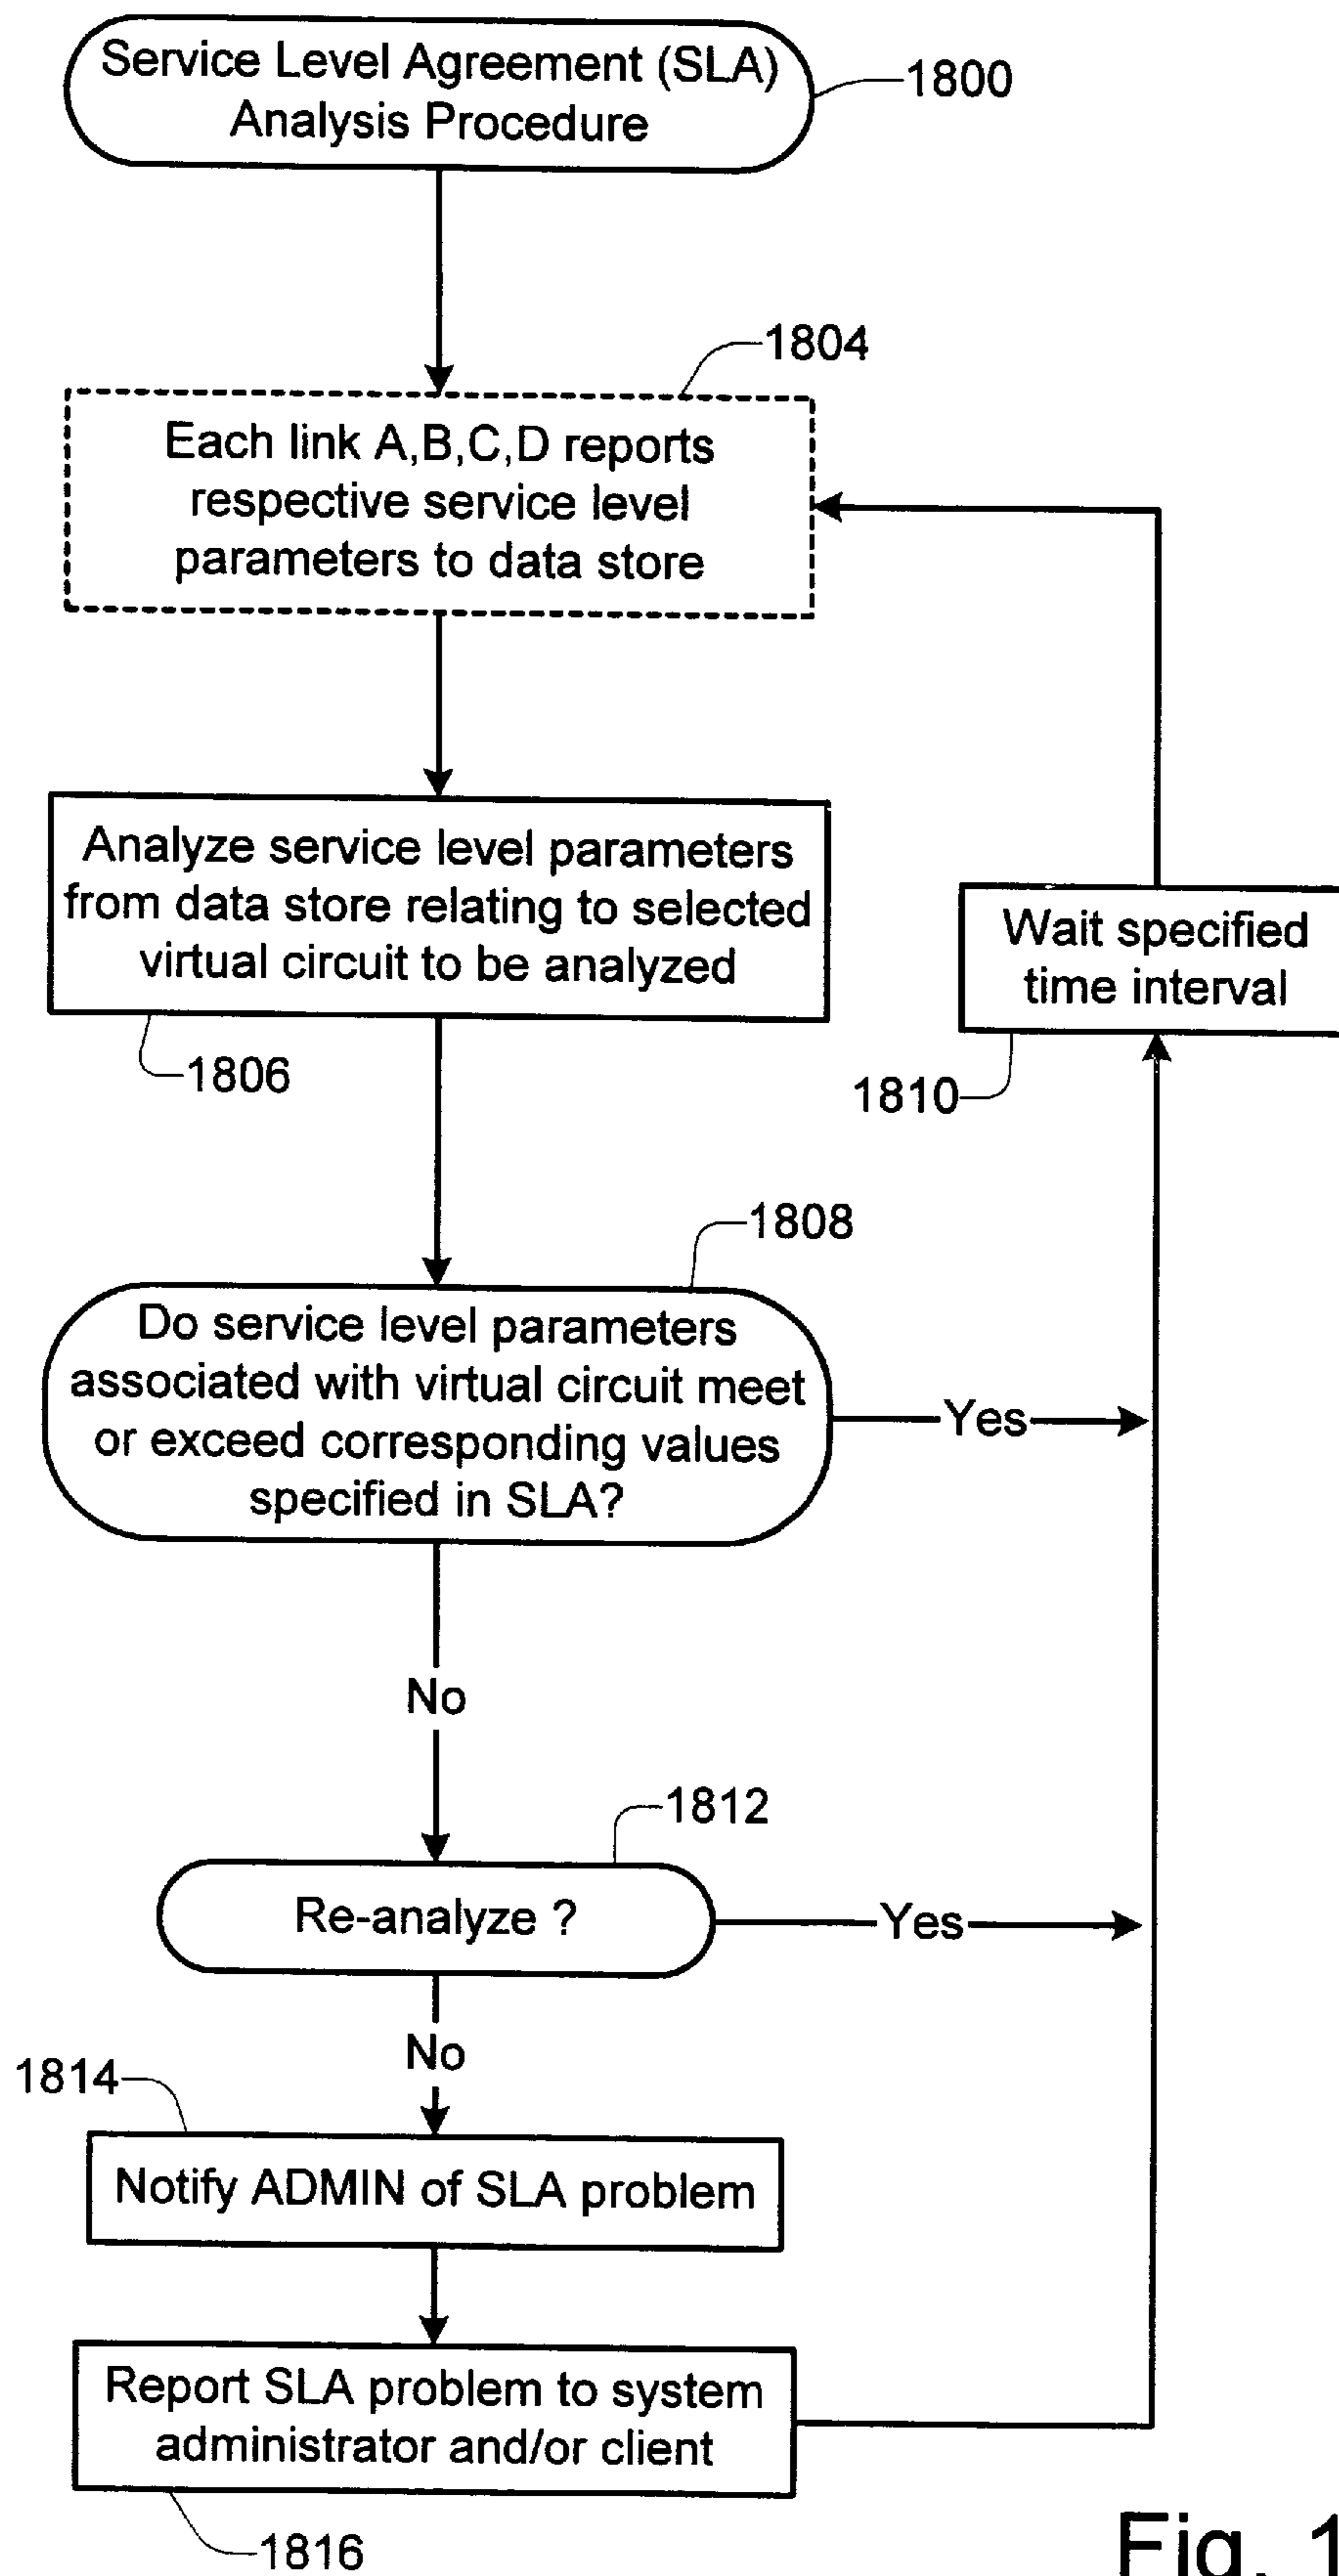 Service Level Agreement (SLA)
Analysis Procedure
1800
1804
Each link A,B,C,D reports
respective service level
parameters to data store
Analyze service level parameters
from data store relating to selected
virtual circuit to be analyzed
1806
Wait specified
time interval
1810
1808
Do service level parameters
associated with virtual circuit meet
or exceed corresponding values
specified in SLA?
Yes
No
1812
Re-analyze ?
Yes
No
1814
Notify ADMIN of SLA problem
Report SLA problem to system
administrator and/or client
1816
Fig. 1